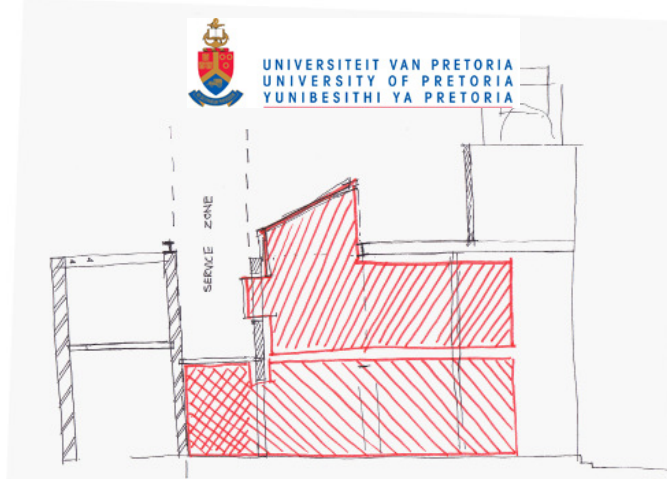 UNIVERSITEIT VAN PRETORIA
UNIVERSITY OF PRETORIA
YUNIBESITHI YA PRETORIA
SERVICE ZONE